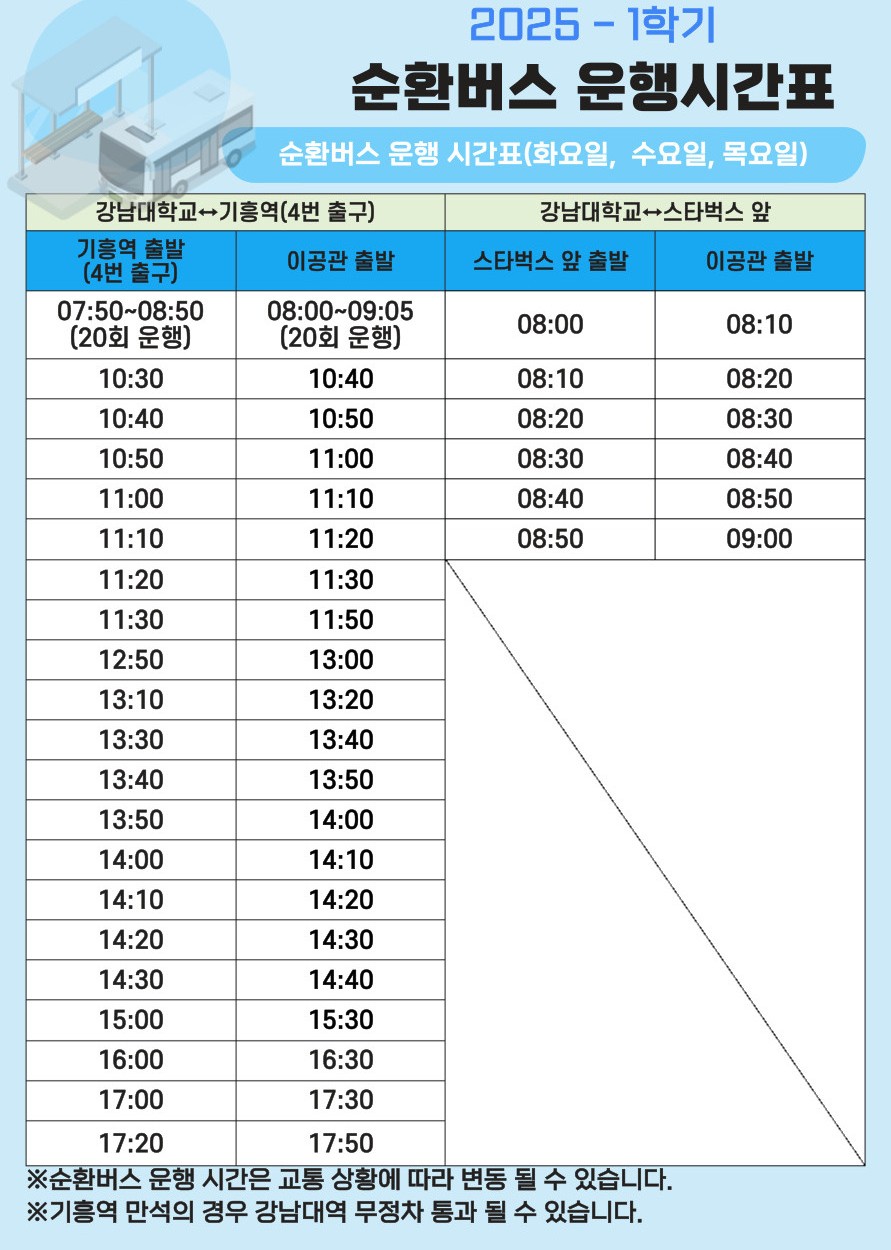 2025 - 1학기
순환버스 운행시간표
순환버스 운행 시간표(화요일, 수요일, 목요일)
강남대학교↔기흥역(4번 출구) 강남대학교↔스타벅스 앞
기흥역 출발 (4번 출구) 이공관 출발 스타벅스 앞 출발 이공관 출발
07:50~08:50 (20회 운행) 08:00~09:05 (20회 운행) 08:00 08:10
10:30 10:40 08:10 08:20
10:40 10:50 08:20 08:30
10:50 11:00 08:30 08:40
11:00 11:10 08:40 08:50
11:10 11:20 08:50 09:00
11:20 11:30
11:30 11:50
12:50 13:00
13:10 13:20
13:30 13:40
13:40 13:50
13:50 14:00
14:00 14:10
14:10 14:20
14:20 14:30
14:30 14:40
15:00 15:30
16:00 16:30
17:00 17:30
17:20 17:50
※순환버스 운행 시간은 교통 상황에 따라 변동 될 수 있습니다.
※기흥역 만석의 경우 강남대역 무정차 통과 될 수 있습니다.